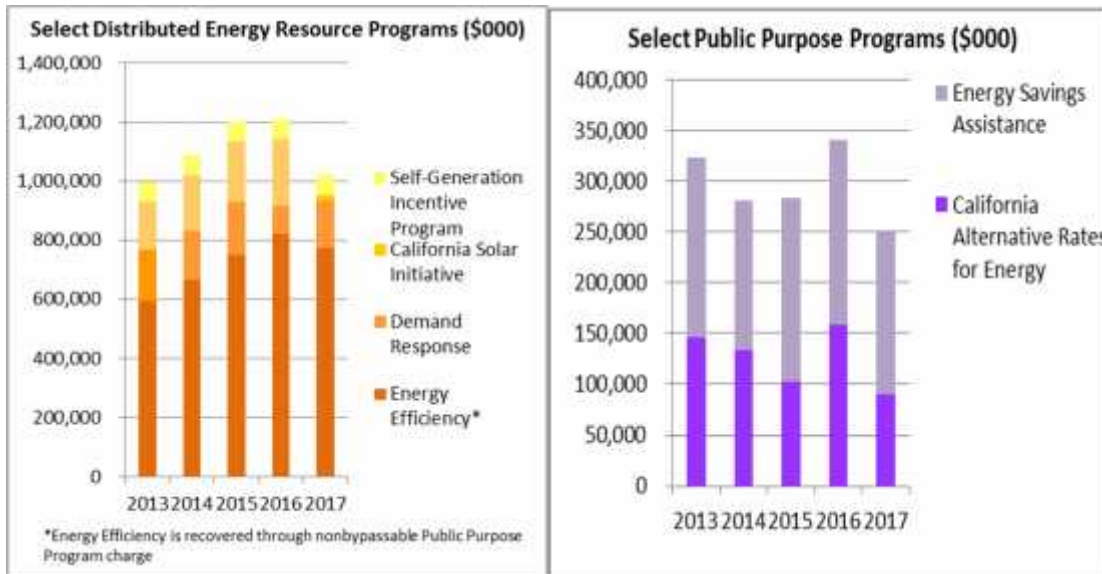 Select Distributed Energy Resource Programs ($000)
1,400,000
1,200,000
1,000,000
800,000
600,000
400,000
200,000
0
2013 2014 2015 2016 2017
Self-Generation
Incentive
Program
California Solar
Initiative
Demand
Response
Energy
Efficiency*
*Energy Efficiency is recovered through nonbypassable Public Purpose
Program charge
Select Public Purpose Programs ($000)
400,000
350,000
300,000
250,000
200,000
150,000
100,000
50,000
0
2013 2014 2015 2016 2017
Energy Savings
Assistance
California
Alternative Rates
for Energy